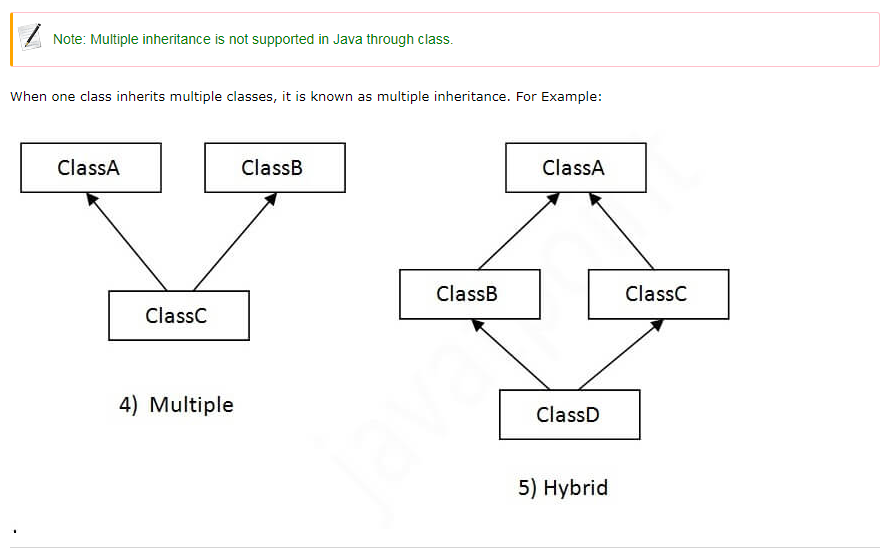 Note: Multiple inheritance is not supported in Java through class.
When one class inherits multiple classes, it is known as multiple inheritance. For Example:
ClassA
ClassB
ClassC
4) Multiple
ClassA
ClassB
ClassC
ClassD
5) Hybrid